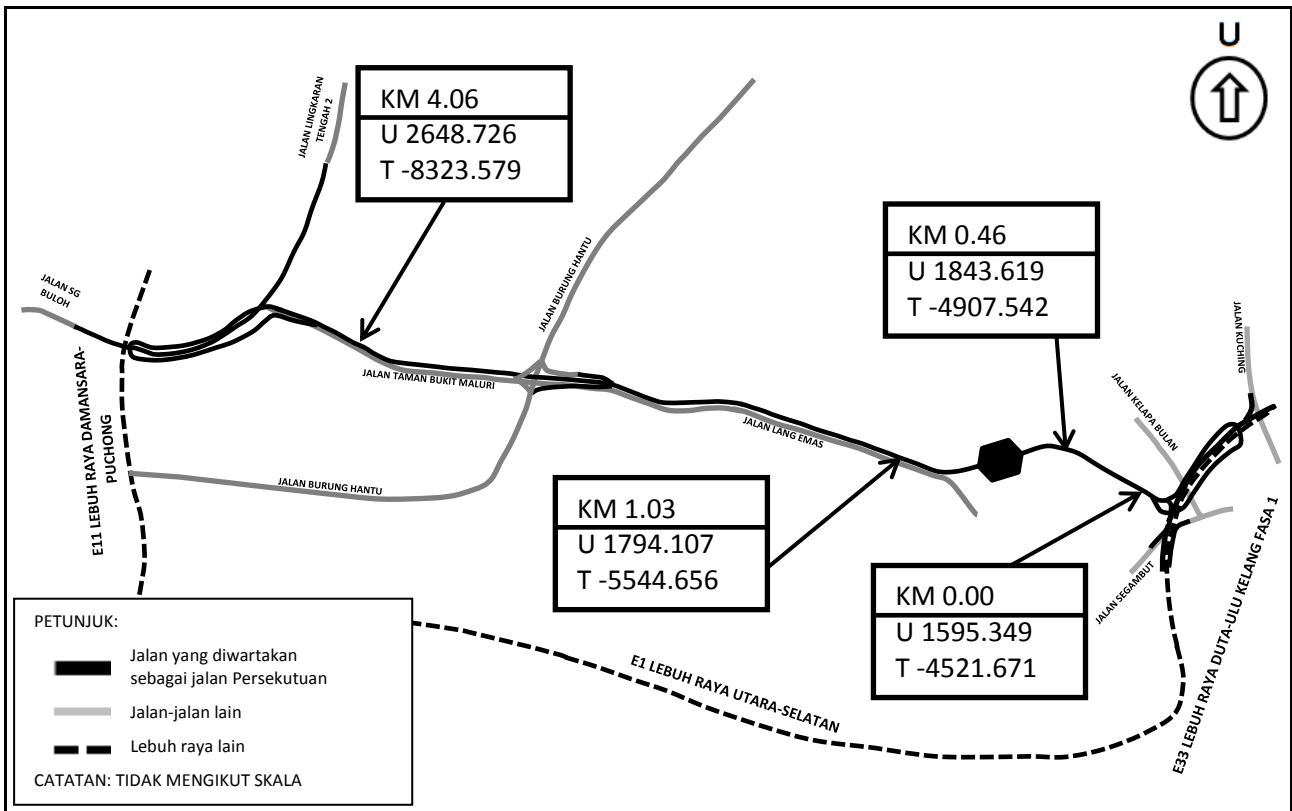 U
JALAN LINGKARAN
TENGAH 2
KM 4.06
U 2648.726
T -8323.579
JALAN BURUNG HANTU
KM 0.46
U 1843.619
T -4907.542
JALAN SG
BULOH
JALAN KUCHING
JALAN KELAPA BULAN
JALAN TAMAN BUKIT MALURI
JALAN LANG EMAS
E11 LEBUH RAYA DAMANSARA-
PUCHONG
JALAN BURUNG HANTU
KM 1.03
U 1794.107
T -5544.656
KM 0.00
U 1595.349
T -4521.671
JALAN SEGAMBUT
E33 LEBUH RAYA DUTA-ULU KELANG FASA 1
E1 LEBUH RAYA UTARA-SELATAN
PETUNJUK:
Jalan yang diwartakan
sebagai jalan Persekutuan
Jalan-jalan lain
Lebuh raya lain
CATATAN: TIDAK MENGIKUT SKALA